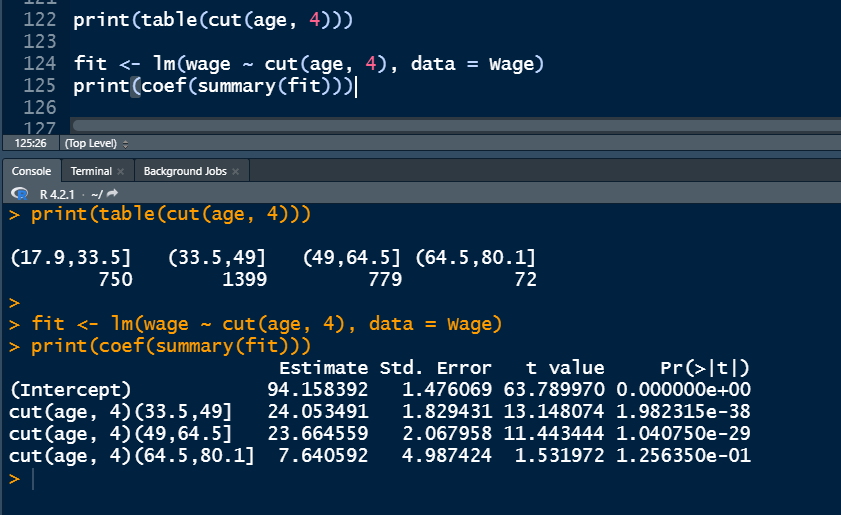 122 print(table(cut(age, 4)))
123
124 fit <- lm(wage ~ cut(age, 4), data = Wage)
125 print(coef(summary(fit)))
126
127
125:26 (Top Level)
Console Terminal Background Jobs
R 4.2.1 · ~/
> print(table(cut(age, 4)))
(17.9,33.5] (33.5,49] (49,64.5] (64.5,80.1]
750 1399 779 72
>
> fit <- lm(wage ~ cut(age, 4), data = Wage)
> print(coef(summary(fit)))
Estimate Std. Error t value Pr(>|t|)
(Intercept) 94.158392 1.476069 63.789970 0.000000e+00
cut(age, 4)(33.5,49] 24.053491 1.829431 13.148074 1.982315e-38
cut(age, 4)(49,64.5] 23.664559 2.067958 11.443444 1.040750e-29
cut(age, 4)(64.5,80.1] 7.640592 4.987424 1.531972 1.256350e-01
>